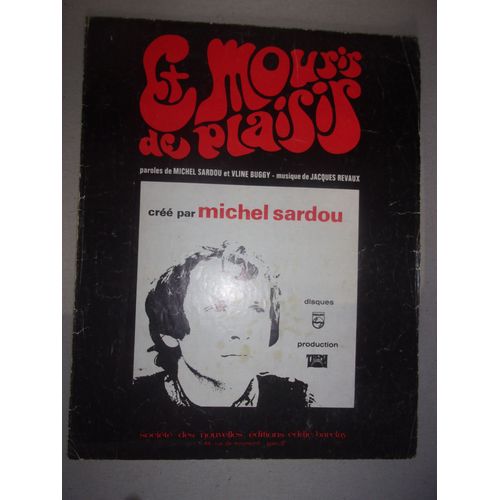 Et mourir
de plaisir
paroles de MICHEL SARDOU et VLINE BUGGY - musique de JACQUES REVAUX
créé par michel sardou
disques
PHILIPS
production
société des nouvelles éditions eddie barclay